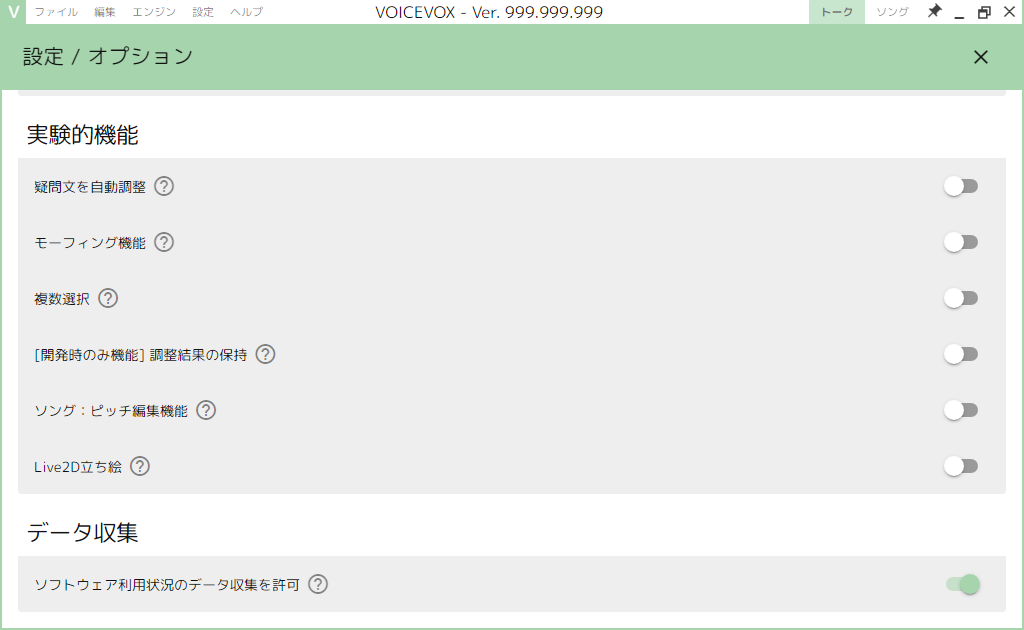 V ファイル 編集 エンジン 設定 ヘルプ VOICEVOX - Ver. 999.999.999 トーク ソング
設定 / オプション
実験的機能
疑問文を自動調整
モーフィング機能
複数選択
[開発時のみ機能] 調整結果の保持
ソング：ピッチ編集機能
Live2D立ち絵
データ収集
ソフトウェア利用状況のデータ収集を許可